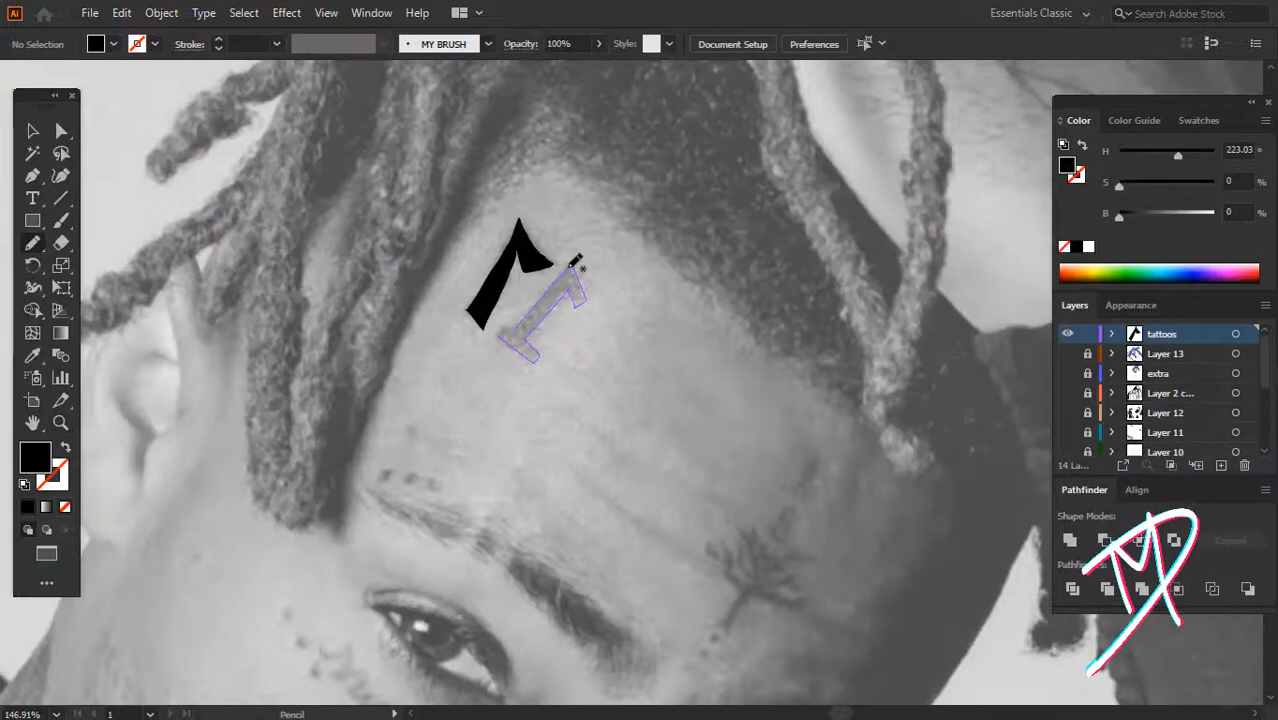 Ai File Edit Object Type Select Effect View Window Help Essentials Classic Search Adobe Stock
No Selection Stroke: MY BRUSH Opacity: 100% Style: Document Setup Preferences
Color Color Guide Swatches
H 223.03 °
S 0 %
B 0 %
Layers Appearance
tattoos
Layer 13
extra
Layer 2 c...
Layer 12
Layer 11
Layer 10
14 La...
Pathfinder Align
Shape Modes:
Expand
146.91% 1 Pencil